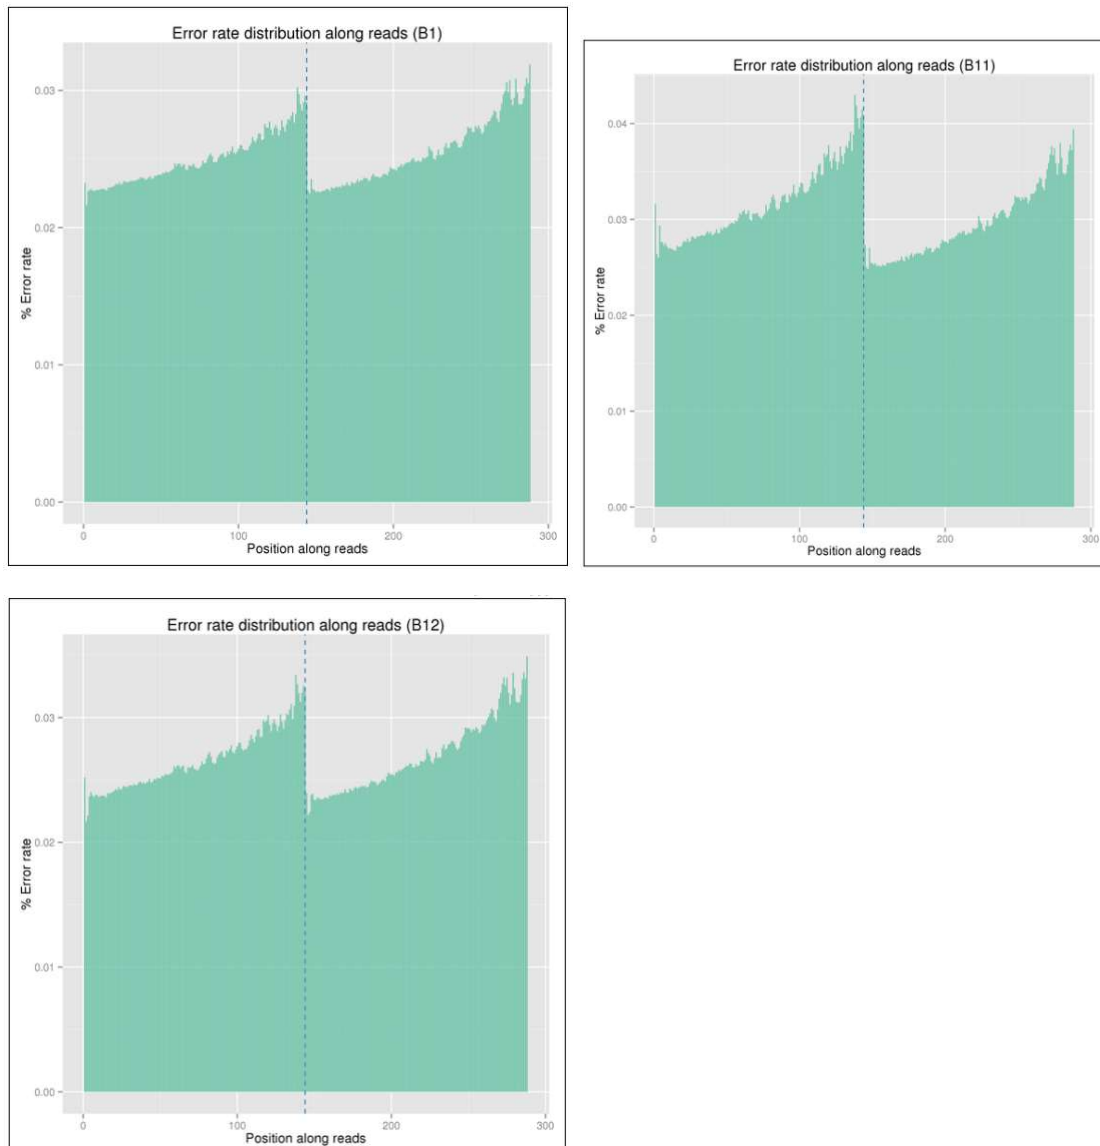 Error rate distribution along reads (B1)
% Error rate
0.03
0.02
0.01
0.00
0
100
200
300
Position along reads
Error rate distribution along reads (B11)
% Error rate
0.04
0.03
0.02
0.01
0.00
0
100
200
300
Position along reads
Error rate distribution along reads (B12)
% Error rate
0.03
0.02
0.01
0.00
0
100
200
300
Position along reads